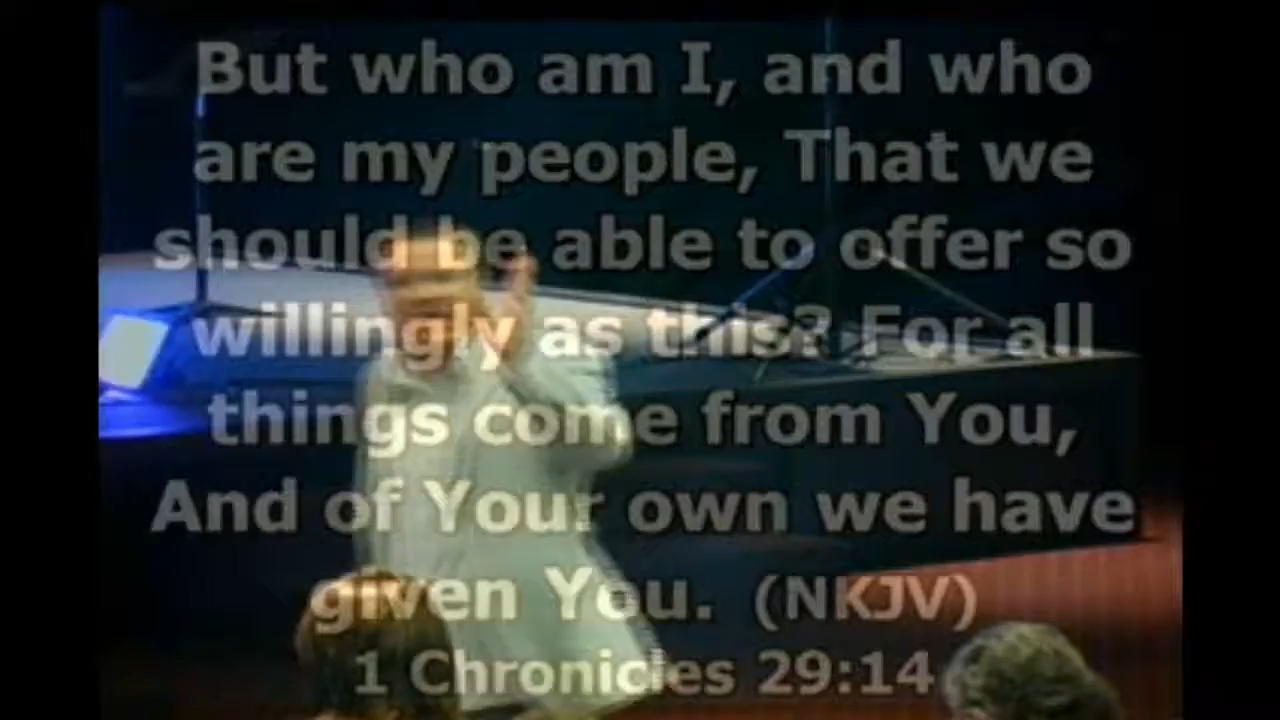 But who am I, and who
are my people, That we
should be able to offer so
willingly as this? For all
things come from You,
And of Your own we have
given You. (NKJV)
1 Chronicles 29:14